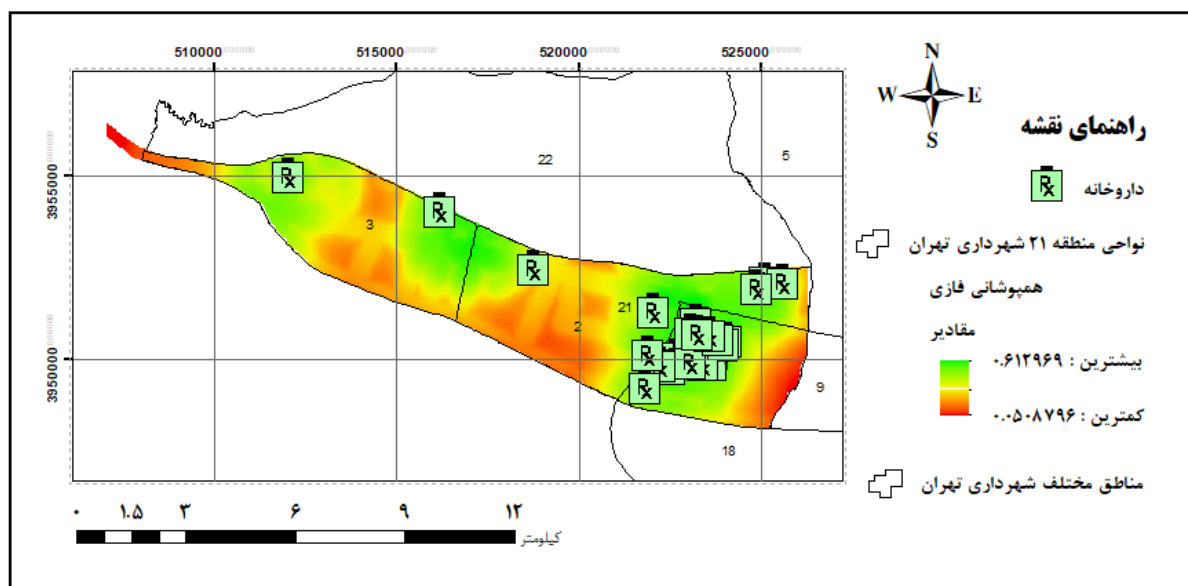 510000 515000 520000 525000
3955000
3950000
22
5
3
21
2
9
18
N
W E
S
راهنمای نقشه
داروخانه
نواحی منطقه ۲۱ شهرداری تهران
همپوشانی فازی
مقادیر
بیشترین : ۰.۶۱۲۹۶۹
کمترین : ۰.۰۵۰۸۷۹۶
مناطق مختلف شهرداری تهران
۰ ۱.۵ ۳ ۶ ۹ ۱۲
کیلومتر